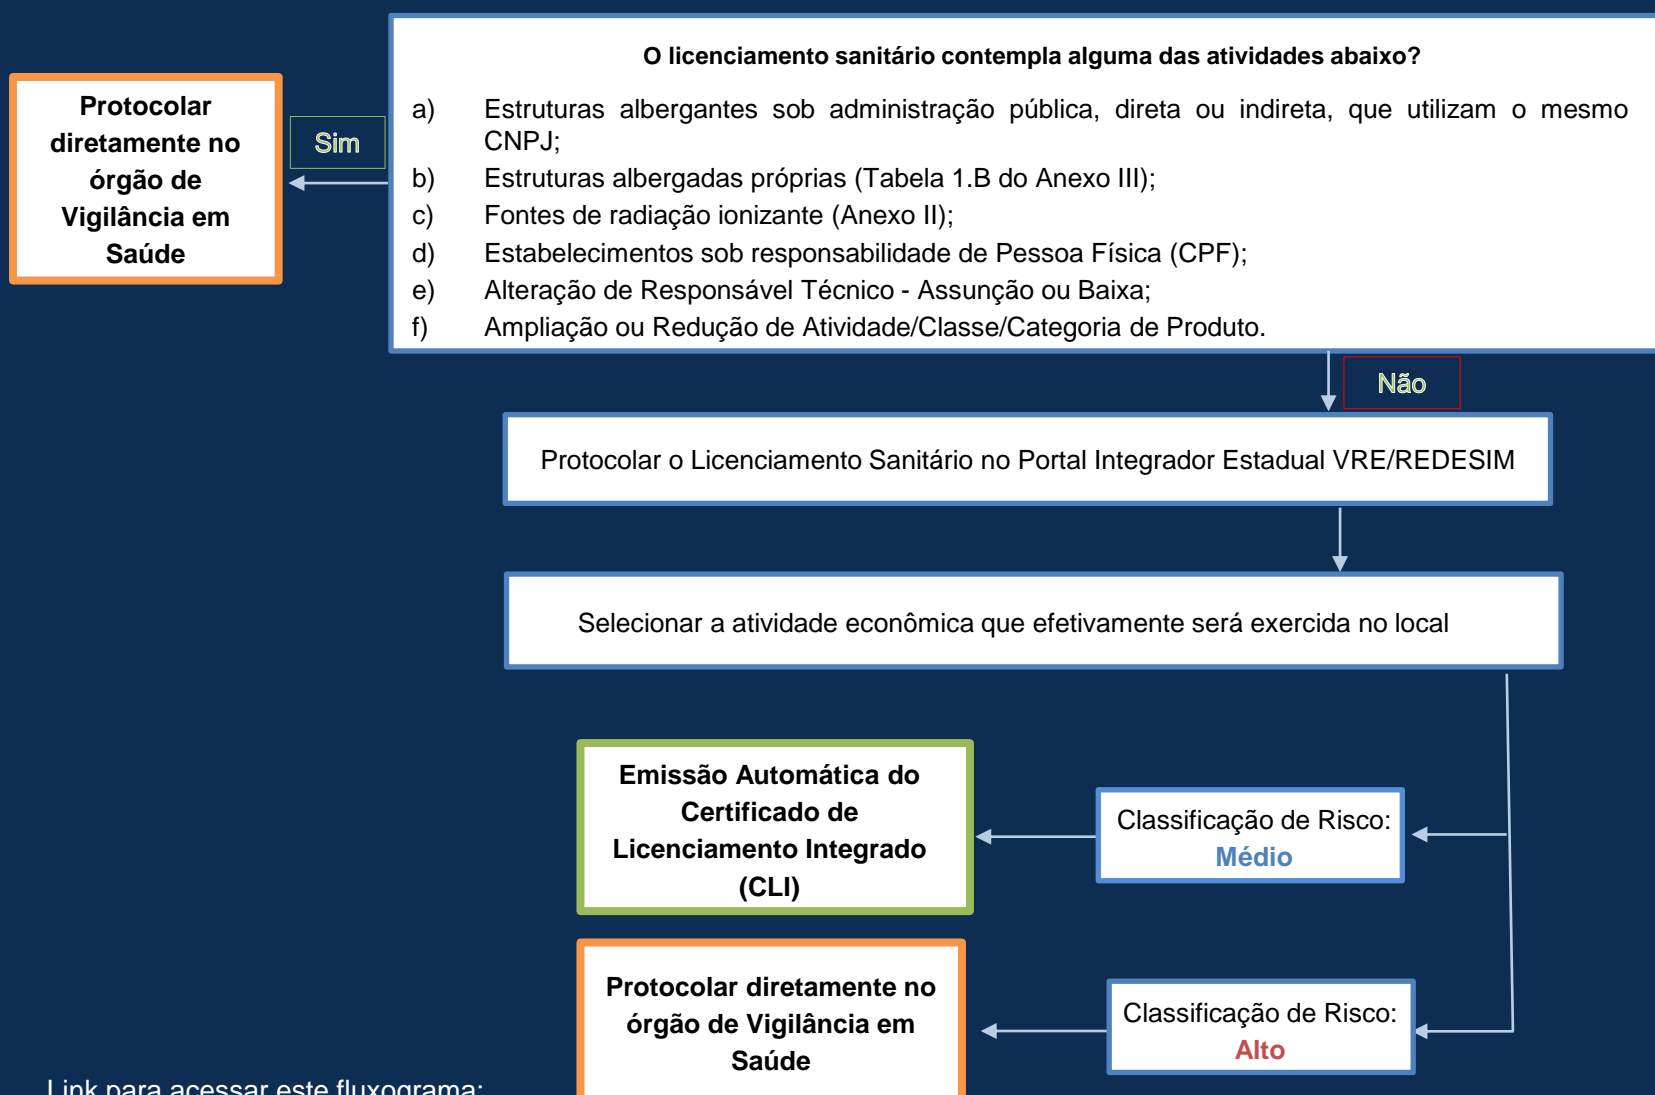 O licenciamento sanitário contempla alguma das atividades abaixo?
a) Estruturas albergantes sob administração pública, direta ou indireta, que utilizam o mesmo
CNPJ;
b) Estruturas albergadas próprias (Tabela 1.B do Anexo III);
c) Fontes de radiação ionizante (Anexo II);
d) Estabelecimentos sob responsabilidade de Pessoa Física (CPF);
e) Alteração de Responsável Técnico - Assunção ou Baixa;
f) Ampliação ou Redução de Atividade/Classe/Categoria de Produto.
Sim
Protocolar
diretamente no
órgão de
Vigilância em
Saúde
Não
Protocolar o Licenciamento Sanitário no Portal Integrador Estadual VRE/REDESIM
Selecionar a atividade econômica que efetivamente será exercida no local
Classificação de Risco:
Médio
Emissão Automática do
Certificado de
Licenciamento Integrado
(CLI)
Classificação de Risco:
Alto
Protocolar diretamente no
órgão de Vigilância em
Saúde
Link para acessar este fluxograma: